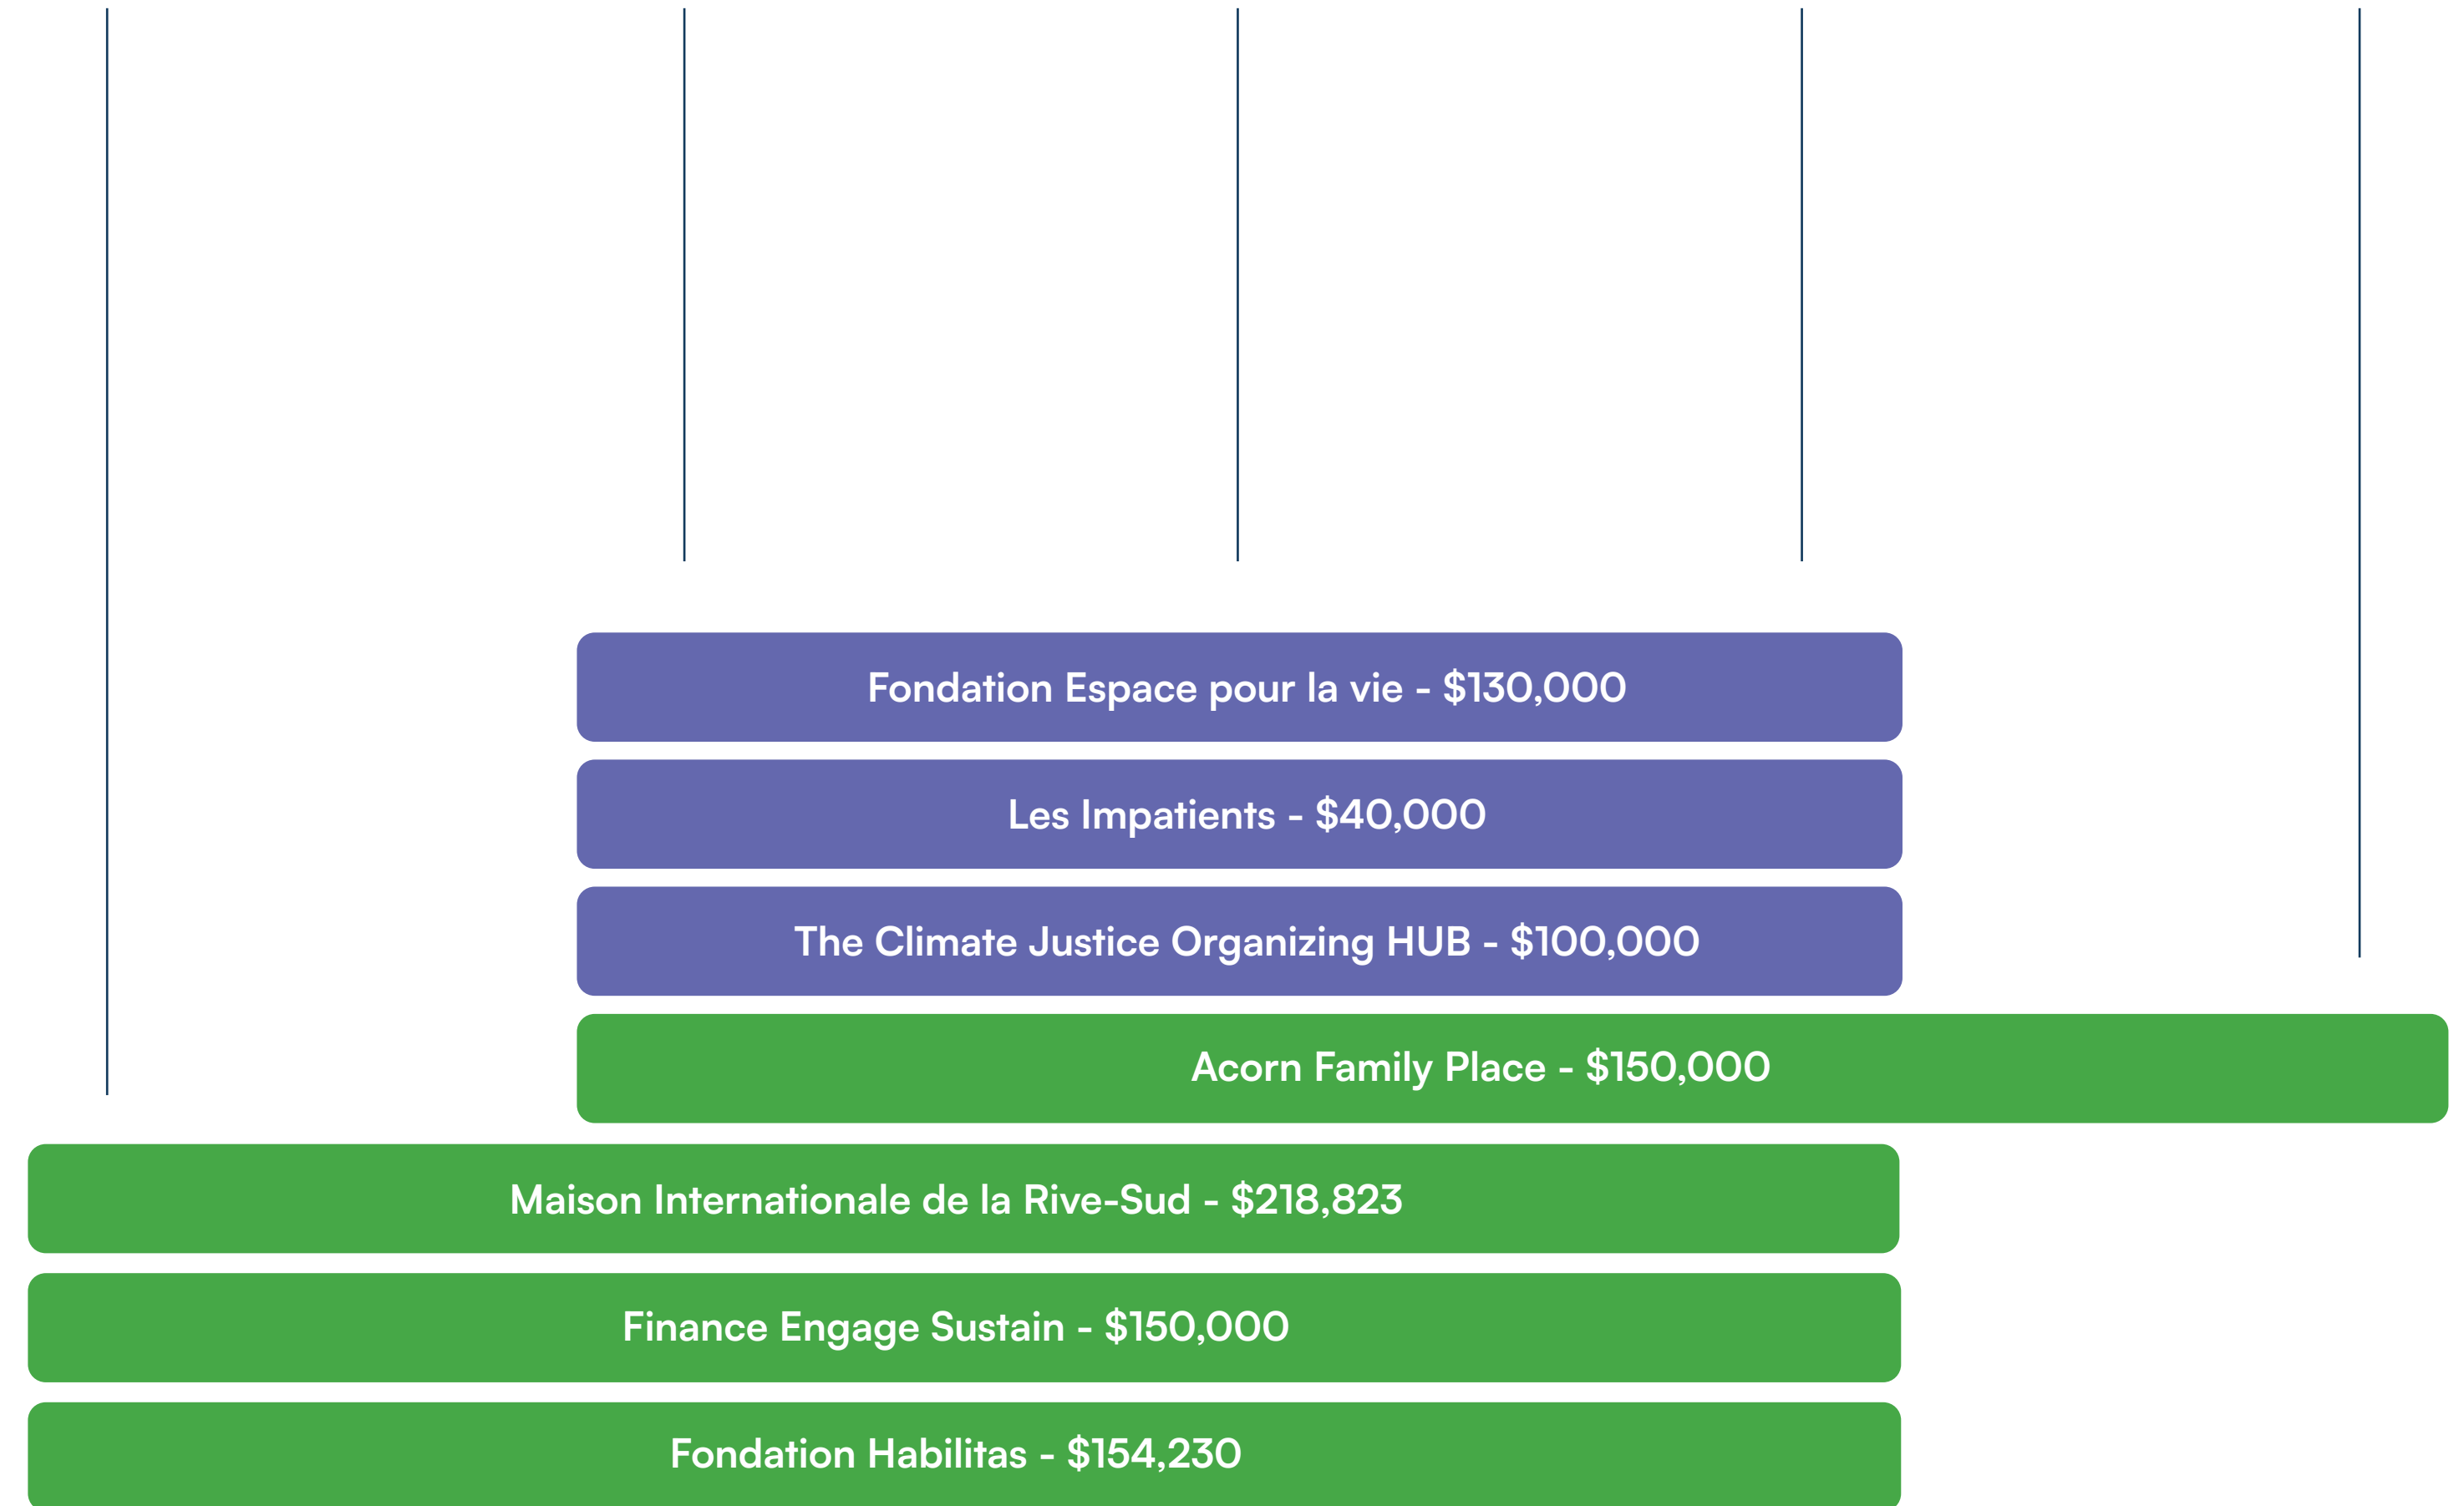 Fondation Espace pour la vie - $130,000
Les Impatients - $40,000
The Climate Justice Organizing HUB - $100,000
Acorn Family Place - $150,000
Maison Internationale de la Rive-Sud - $218,823
Finance Engage Sustain - $150,000
Fondation Habilitas - $154,230